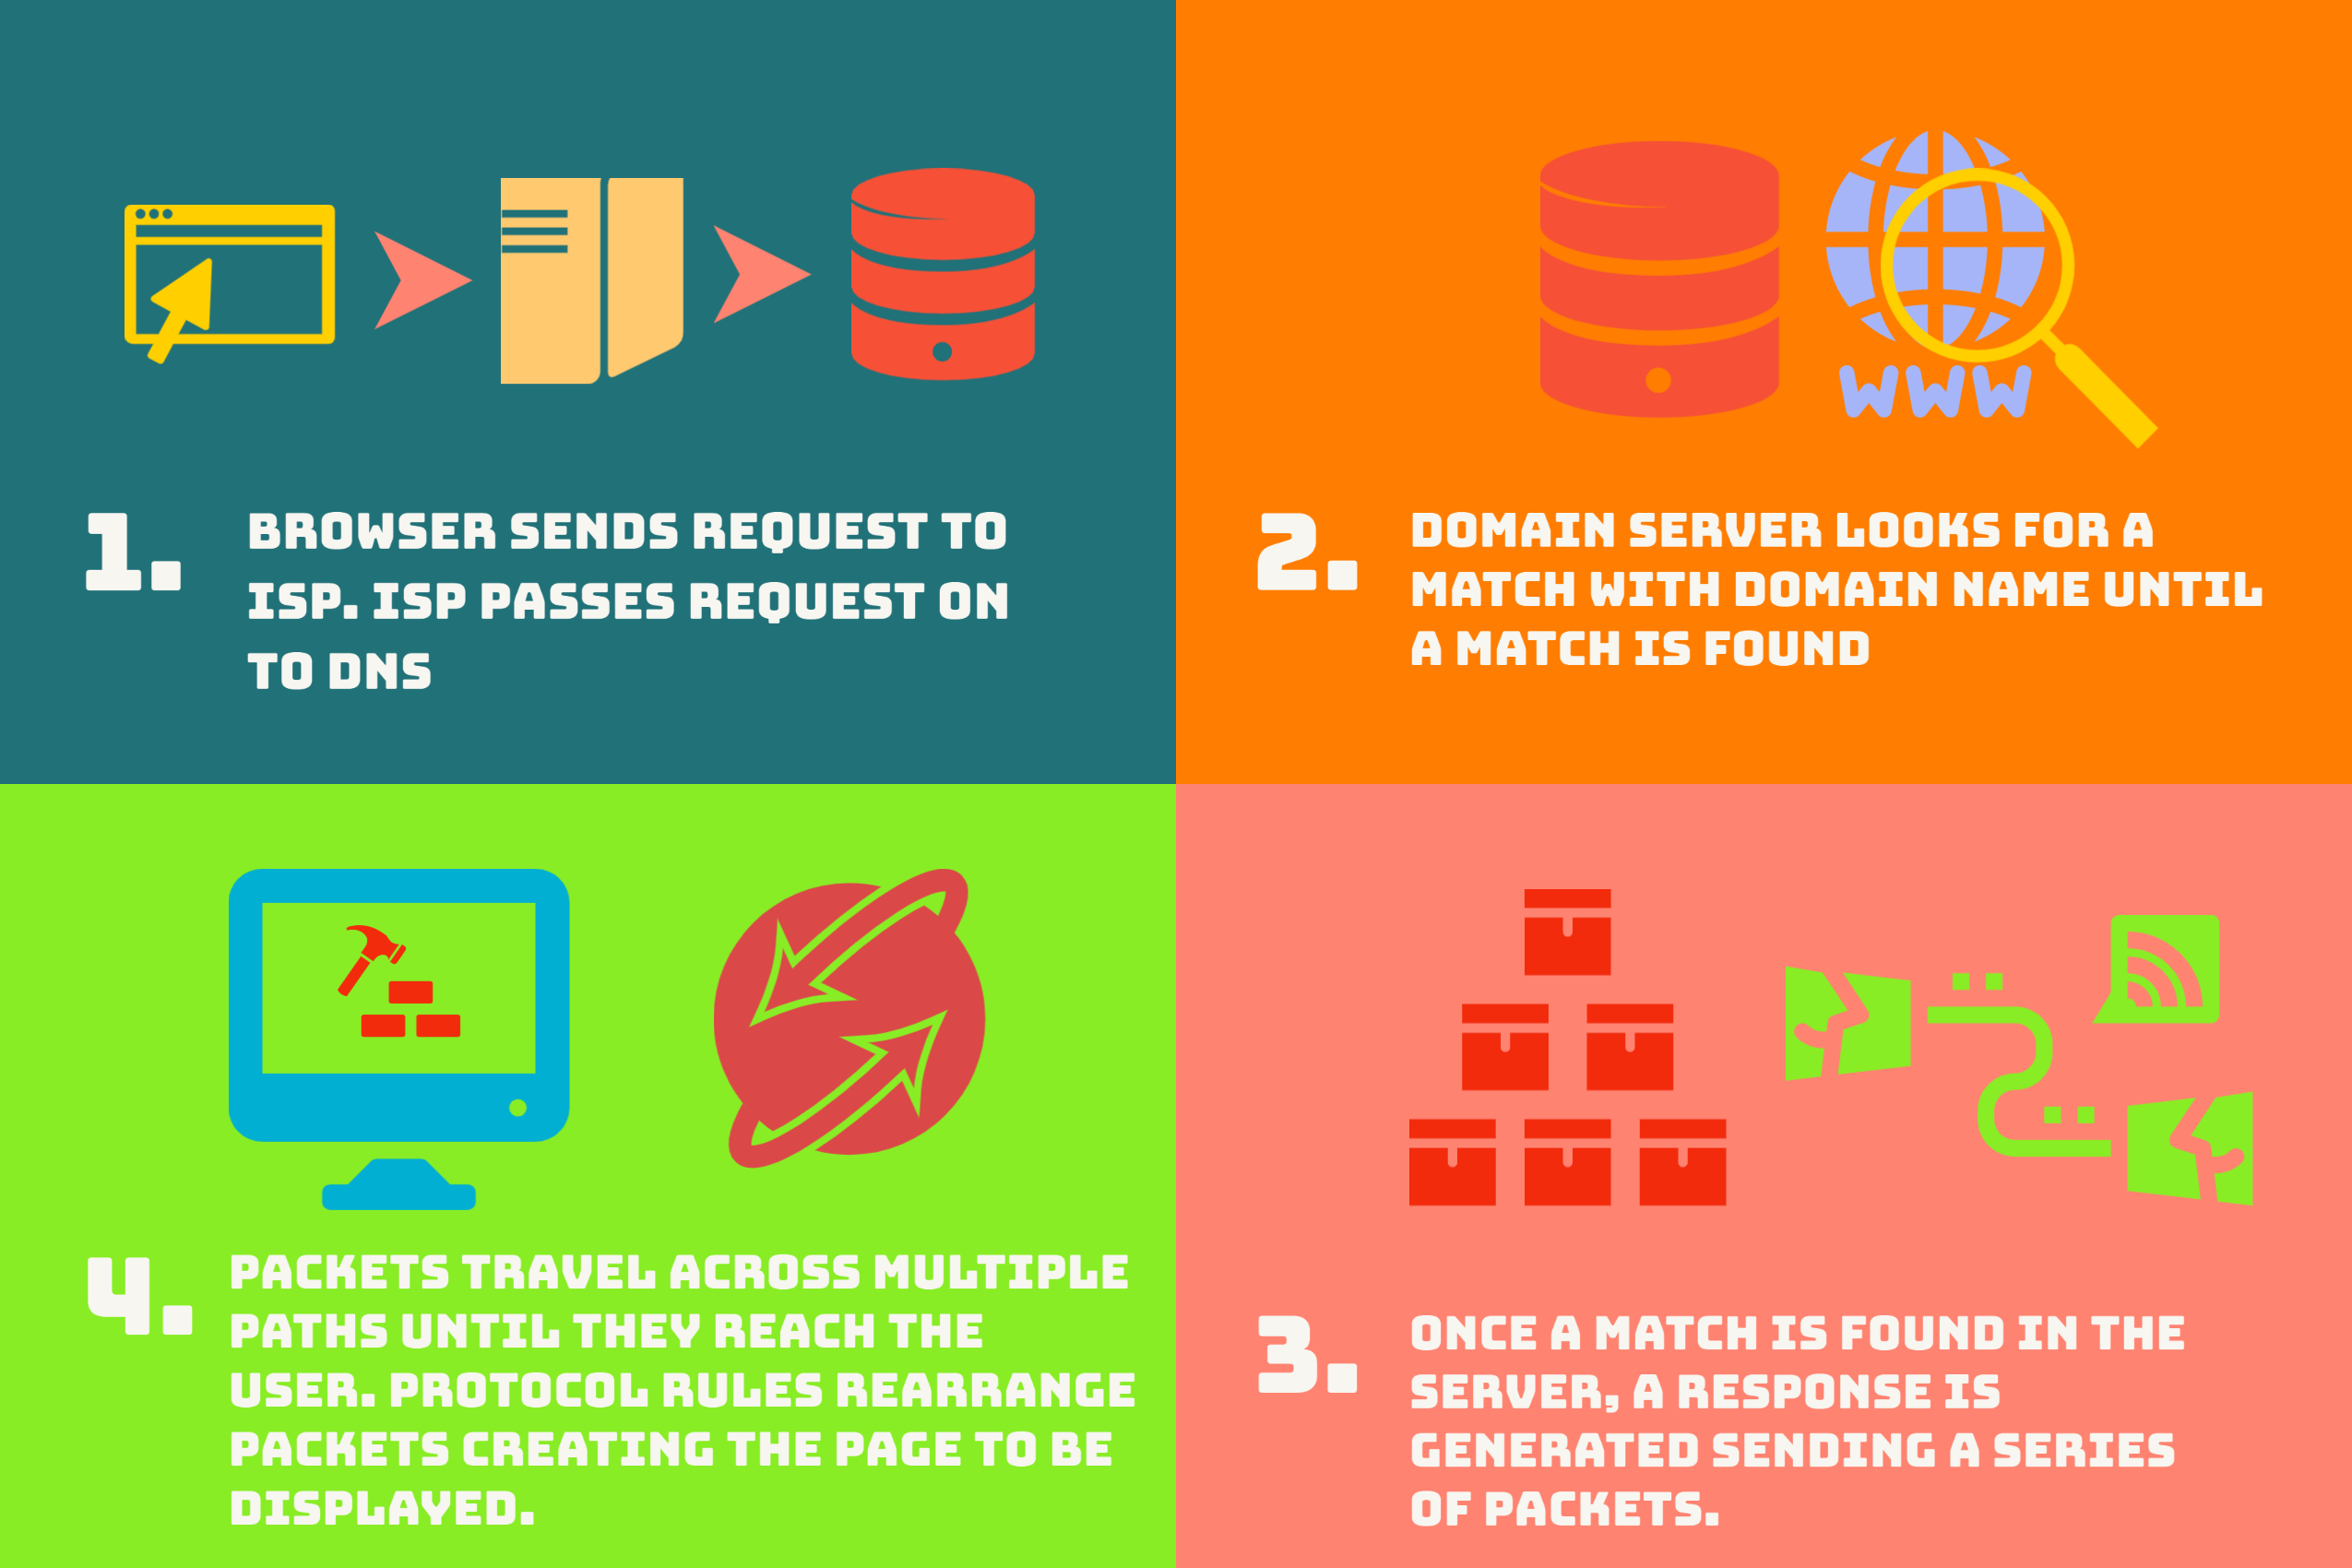 WWW
1.
BROWSER SENDS REQUEST TO
ISP. ISP PASSES REQUEST ON
TO DNS
2.
DOMAIN SERVER LOOKS FOR A
MATCH WITH DOMAIN NAME UNTIL
A MATCH IS FOUND
3.
ONCE A MATCH IS FOUND IN THE
SERVER, A RESPONSE IS
GENERATED SENDING A SERIES
OF PACKETS.
4.
PACKETS TRAVEL ACROSS MULTIPLE
PATHS UNTIL THEY REACH THE
USER. PROTOCOL RULES REARRANGE
PACKETS CREATING THE PAGE TO BE
DISPLAYED.